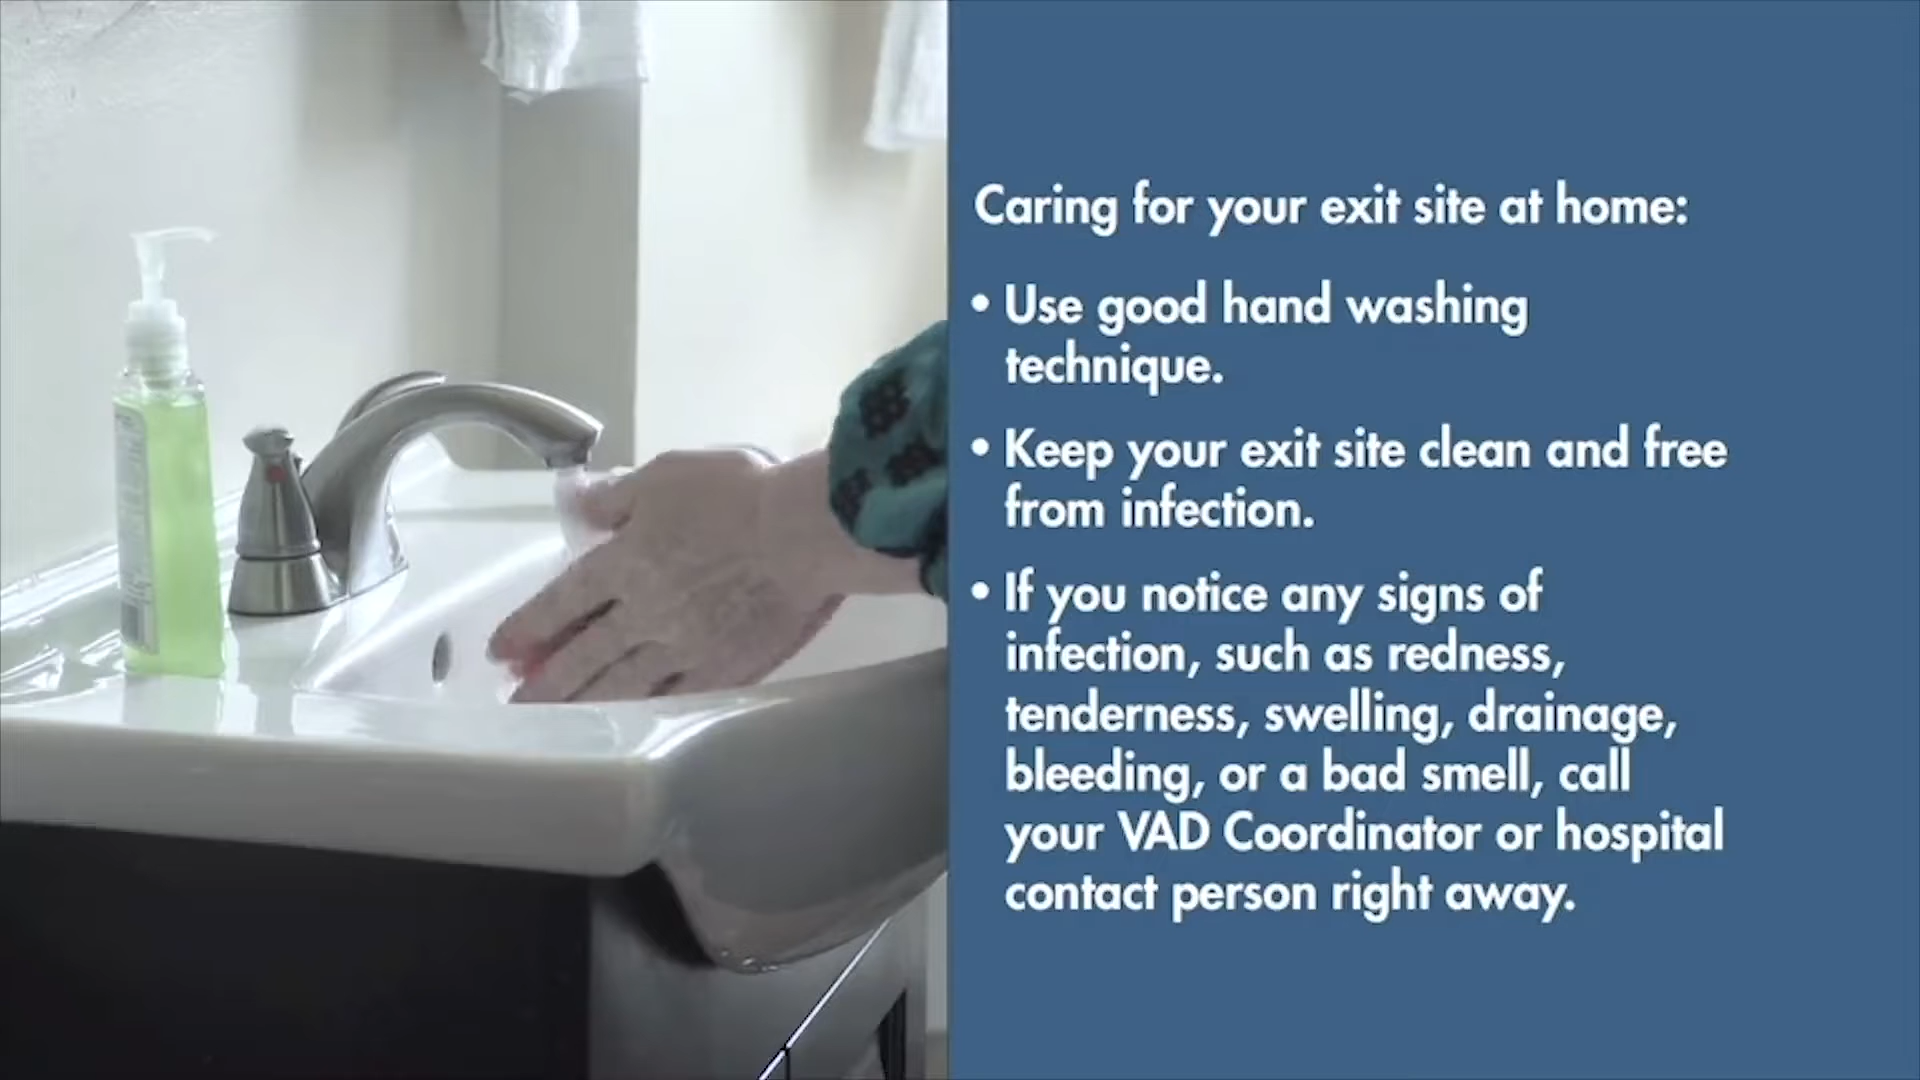 Caring for your exit site at home:
• Use good hand washing
technique.
• Keep your exit site clean and free
from infection.
• If you notice any signs of
infection, such as redness,
tenderness, swelling, drainage,
bleeding, or a bad smell, call
your VAD Coordinator or hospital
contact person right away.